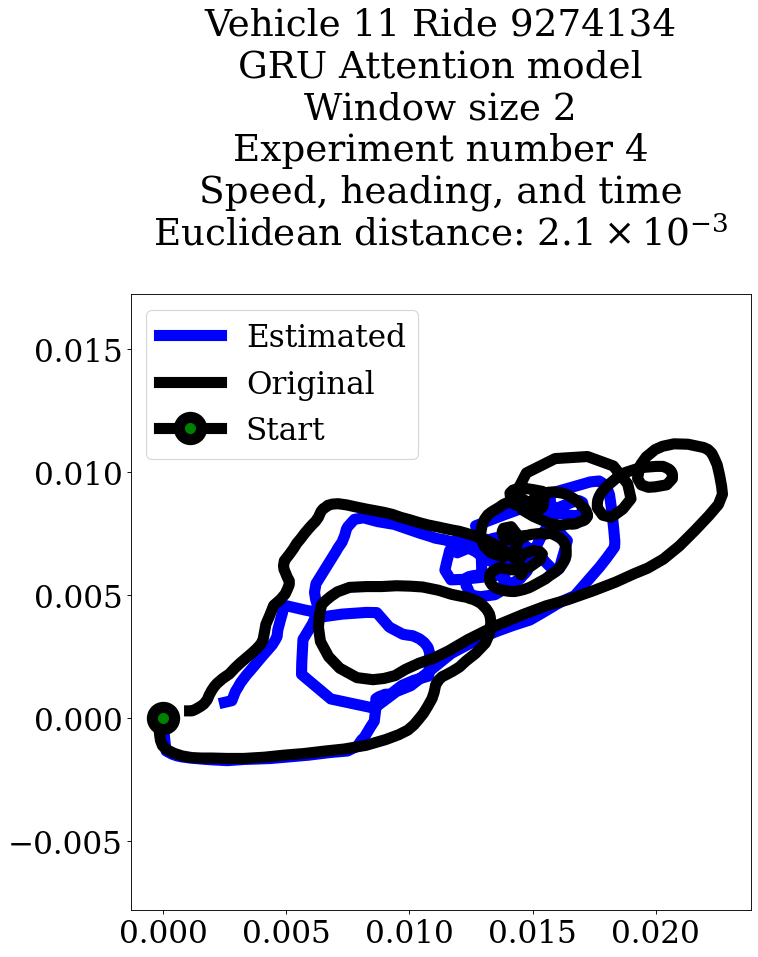 Vehicle 11 Ride 9274134
GRU Attention model
Window size 2
Experiment number 4
Speed, heading, and time
Euclidean distance: 2.1 × 10⁻³
Estimated
Original
Start
0.015
0.010
0.005
0.000
−0.005
0.000 0.005 0.010 0.015 0.020